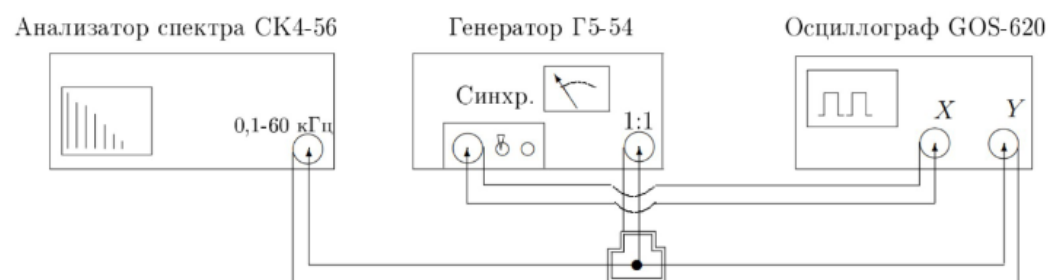 Анализатор спектра СК4-56
Генератор Г5-54
Осциллограф GOS-620
0,1-60 кГц
Синхр.
1:1
X
Y